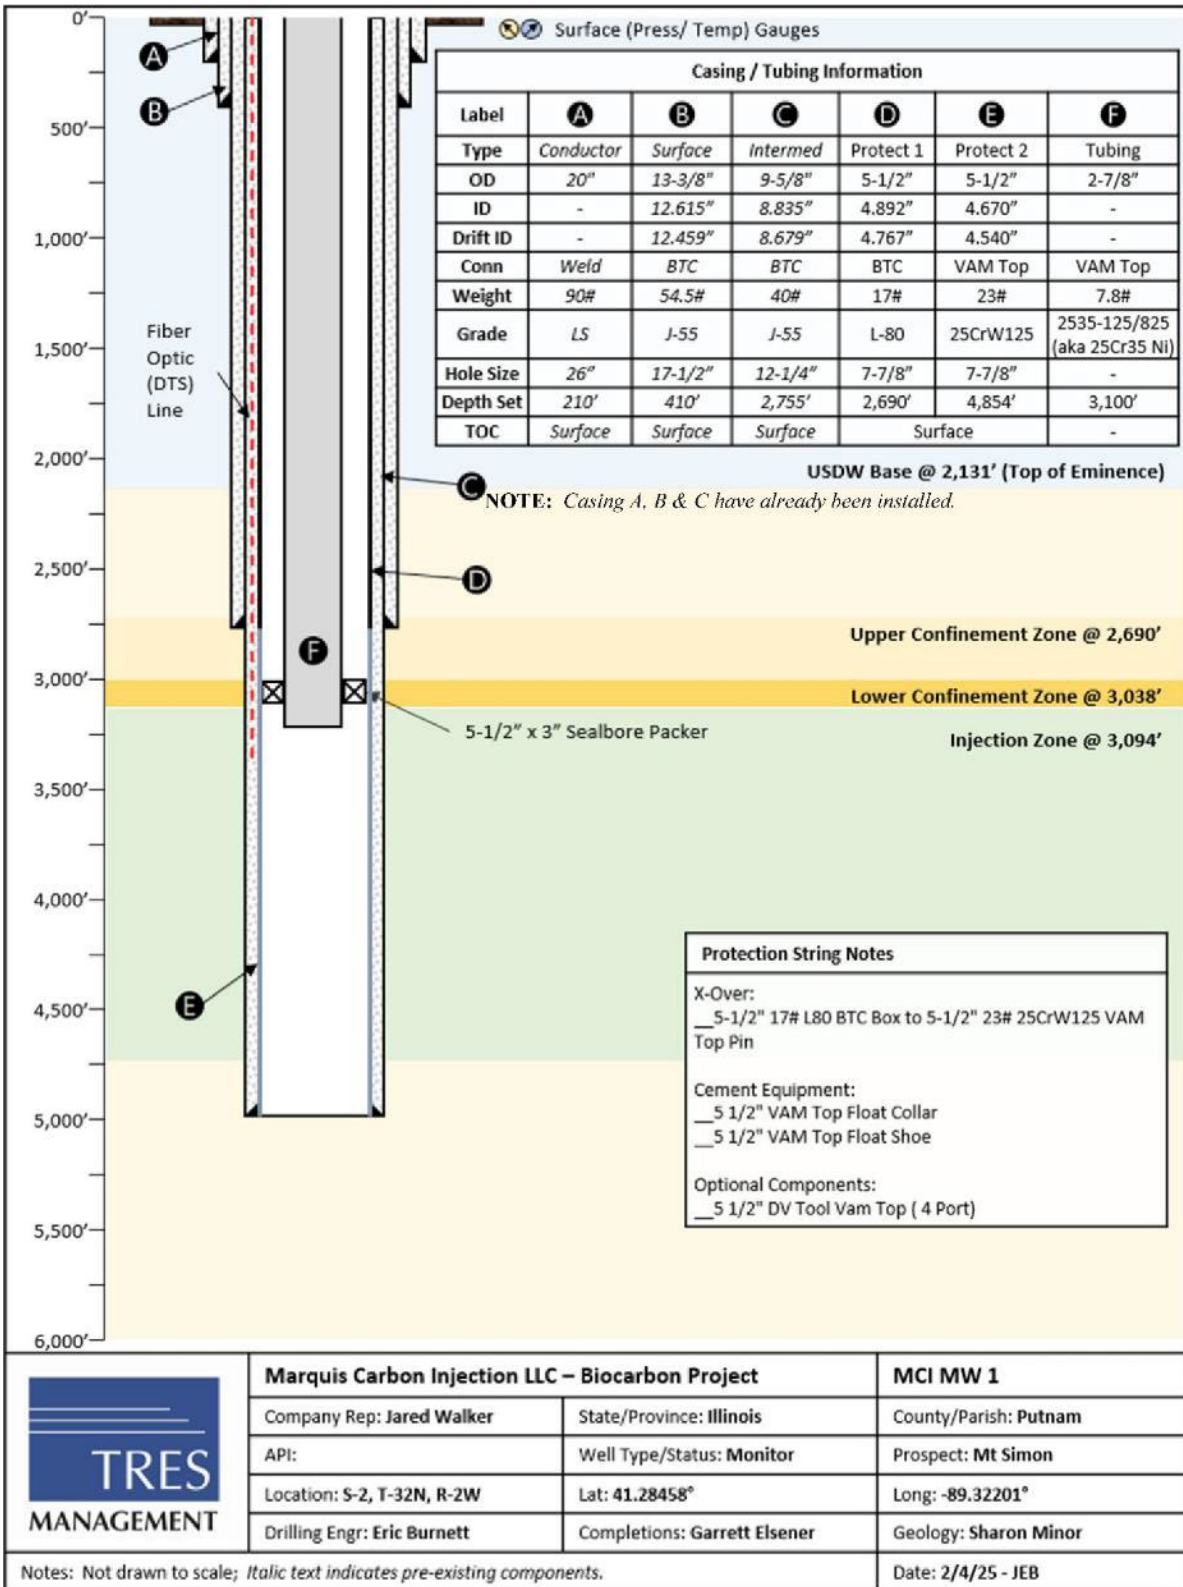 0'
500'
1,000'
1,500'
2,000'
2,500'
3,000'
3,500'
4,000'
4,500'
5,000'
5,500'
6,000'
A
B
Fiber
Optic
(DTS)
Line
C
D
F
E
Surface (Press/ Temp) Gauges
Casing / Tubing Information
Label A B C D E F
Type Conductor Surface Intermed Protect 1 Protect 2 Tubing
OD 20" 13-3/8" 9-5/8" 5-1/2" 5-1/2" 2-7/8"
ID - 12.615" 8.835" 4.892" 4.670" -
Drift ID - 12.459" 8.679" 4.767" 4.540" -
Conn Weld BTC BTC BTC VAM Top VAM Top
Weight 90# 54.5# 40# 17# 23# 7.8#
Grade LS J-55 J-55 L-80 25CrW125 2535-125/825
(aka 25Cr35 Ni)
Hole Size 26" 17-1/2" 12-1/4" 7-7/8" 7-7/8" -
Depth Set 210' 410' 2,755' 2,690' 4,854' 3,100'
TOC Surface Surface Surface Surface -
USDW Base @ 2,131' (Top of Eminence)
NOTE: Casing A, B & C have already been installed.
Upper Confinement Zone @ 2,690'
Lower Confinement Zone @ 3,038'
5-1/2" x 3" Sealbore Packer
Injection Zone @ 3,094'
Protection String Notes
X-Over:
__5-1/2" 17# L80 BTC Box to 5-1/2" 23# 25CrW125 VAM
Top Pin
Cement Equipment:
__5 1/2" VAM Top Float Collar
__5 1/2" VAM Top Float Shoe
Optional Components:
__5 1/2" DV Tool Vam Top ( 4 Port)
TRES
MANAGEMENT
Marquis Carbon Injection LLC – Biocarbon Project MCI MW 1
Company Rep: Jared Walker State/Province: Illinois County/Parish: Putnam
API: Well Type/Status: Monitor Prospect: Mt Simon
Location: S-2, T-32N, R-2W Lat: 41.28458° Long: -89.32201°
Drilling Engr: Eric Burnett Completions: Garrett Elsener Geology: Sharon Minor
Notes: Not drawn to scale; Italic text indicates pre-existing components. Date: 2/4/25 - JEB